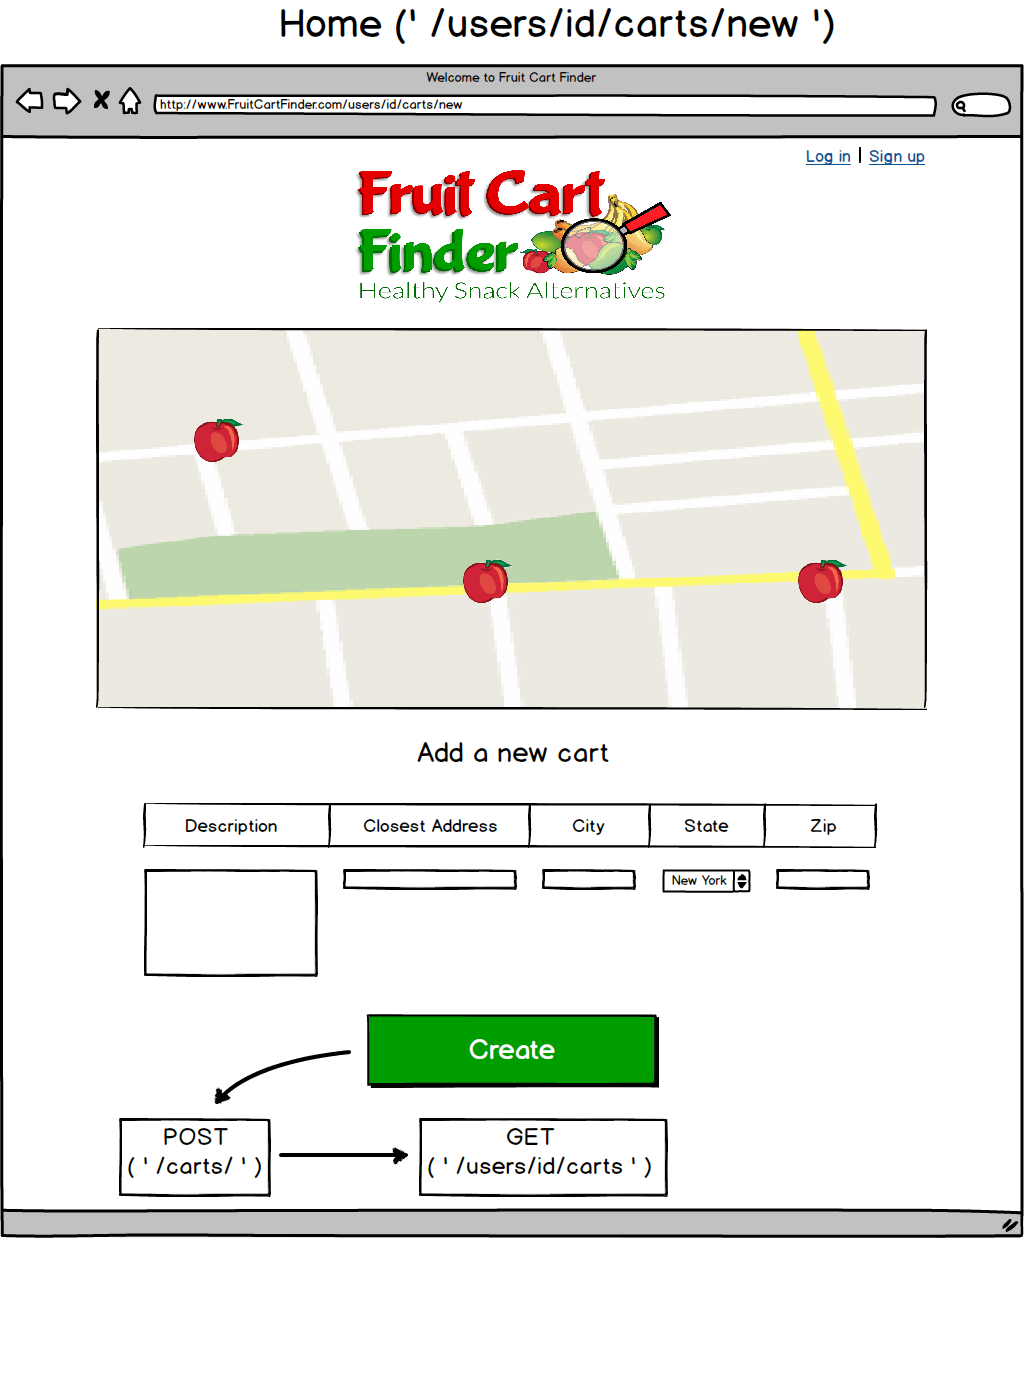 Home (' /users/id/carts/new ')
Welcome to Fruit Cart Finder
http://www.FruitCartFinder.com/users/id/carts/new
Log in | Sign up
Fruit Cart
Finder
Healthy Snack Alternatives
Add a new cart
Description Closest Address City State Zip
New York
Create
POST
( ' /carts/ ' )
GET
( ' /users/id/carts ' )